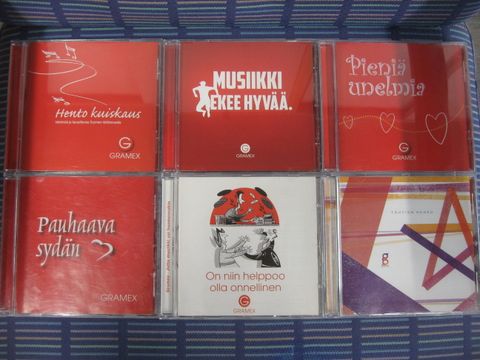 Hento kuiskaus
GRAMEX
MUSIIKKI
TEKEE HYVÄÄ.
GRAMEX
Pieniä
unelmia
GRAMEX
Pauhaava
sydän
GRAMEX
On niin helppoo
olla onnellinen
GRAMEX